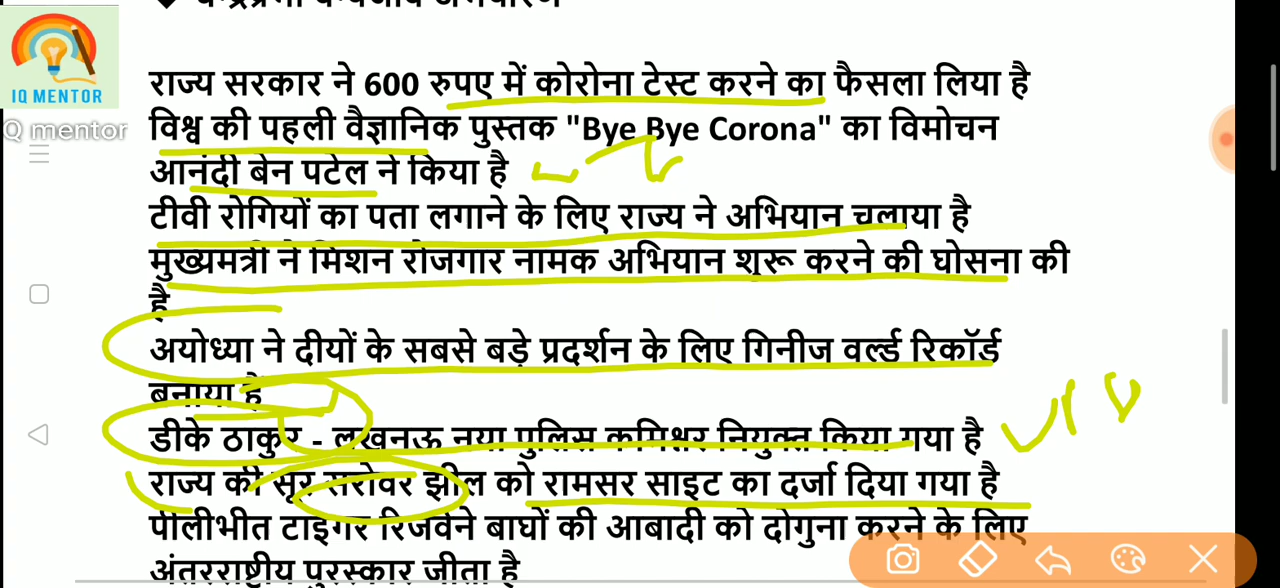 राज्य सरकार ने 600 रुपए में कोरोना टेस्ट करने का फैसला लिया है
IQ MENTOR
Q mentor
विश्व की पहली वैज्ञानिक पुस्तक "Bye Bye Corona" का विमोचन
आनंदी बेन पटेल ने किया है
टीवी रोगियों का पता लगाने के लिए राज्य ने अभियान चलाया है
मुख्यमत्री ने मिशन रोजगार नामक अभियान शुरू करने की घोसना की
है
अयोध्या ने दीयों के सबसे बड़े प्रदर्शन के लिए गिनीज वर्ल्ड रिकॉर्ड
बनाया है
डीके ठाकुर - लखनऊ नया पुलिस कमिश्नर नियुक्त किया गया है
राज्य की सूर सरोवर झील को रामसर साइट का दर्जा दिया गया है
पीलीभीत टाइगर रिजर्वने बाघों की आबादी को दोगुना करने के लिए
अंतरराष्ट्रीय पुरस्कार जीता है